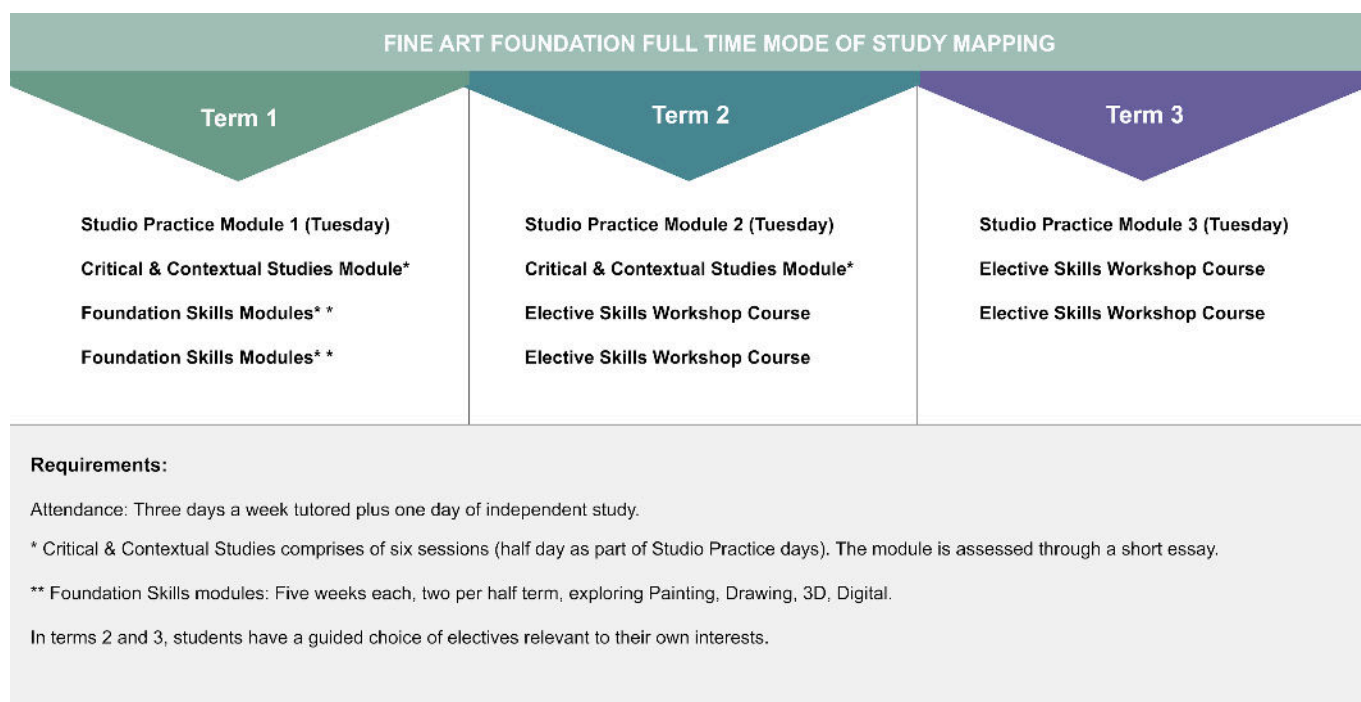 FINE ART FOUNDATION FULL TIME MODE OF STUDY MAPPING
Term 1
Studio Practice Module 1 (Tuesday)
Critical & Contextual Studies Module*
Foundation Skills Modules* *
Foundation Skills Modules* *
Term 2
Studio Practice Module 2 (Tuesday)
Critical & Contextual Studies Module*
Elective Skills Workshop Course
Elective Skills Workshop Course
Term 3
Studio Practice Module 3 (Tuesday)
Elective Skills Workshop Course
Elective Skills Workshop Course
Requirements:
Attendance: Three days a week tutored plus one day of independent study.
* Critical & Contextual Studies comprises of six sessions (half day as part of Studio Practice days). The module is assessed through a short essay.
** Foundation Skills modules: Five weeks each, two per half term, exploring Painting, Drawing, 3D, Digital.
In terms 2 and 3, students have a guided choice of electives relevant to their own interests.